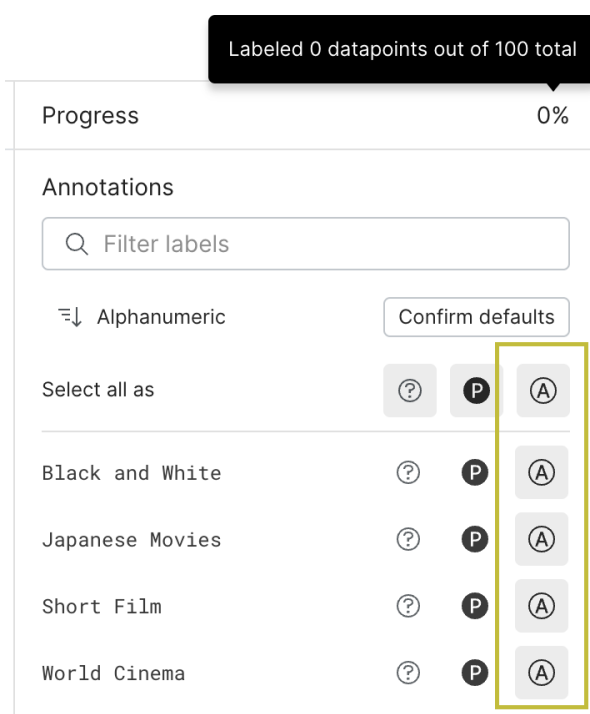 Labeled 0 datapoints out of 100 total
Progress 0%
Annotations
Filter labels
Alphanumeric Confirm defaults
Select all as ? P A
Black and White ? P A
Japanese Movies ? P A
Short Film ? P A
World Cinema ? P A